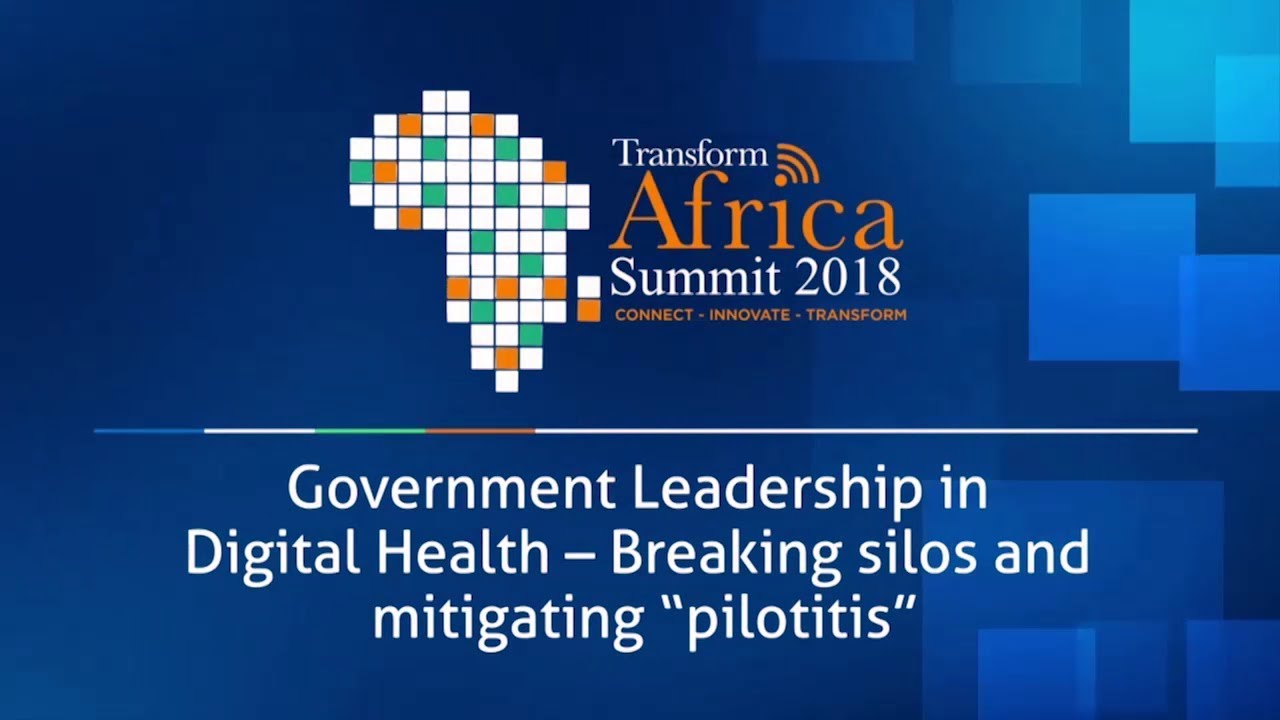 Transform
Africa
Summit 2018
CONNECT - INNOVATE - TRANSFORM
Government Leadership in
Digital Health – Breaking silos and
mitigating “pilotitis”